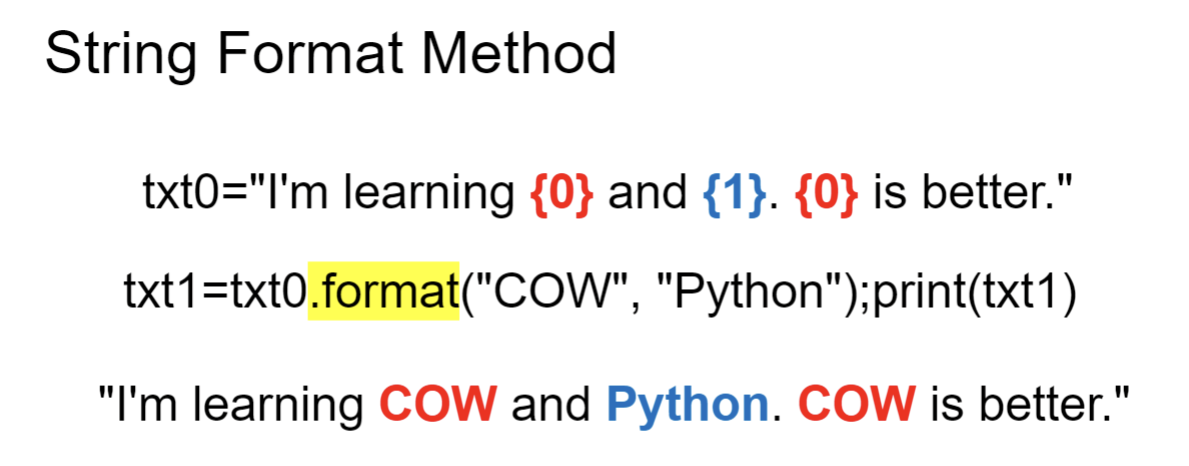 String Format Method
txt0="I'm learning {0} and {1}. {0} is better."
txt1=txt0.format("COW", "Python");print(txt1)
"I'm learning COW and Python. COW is better."